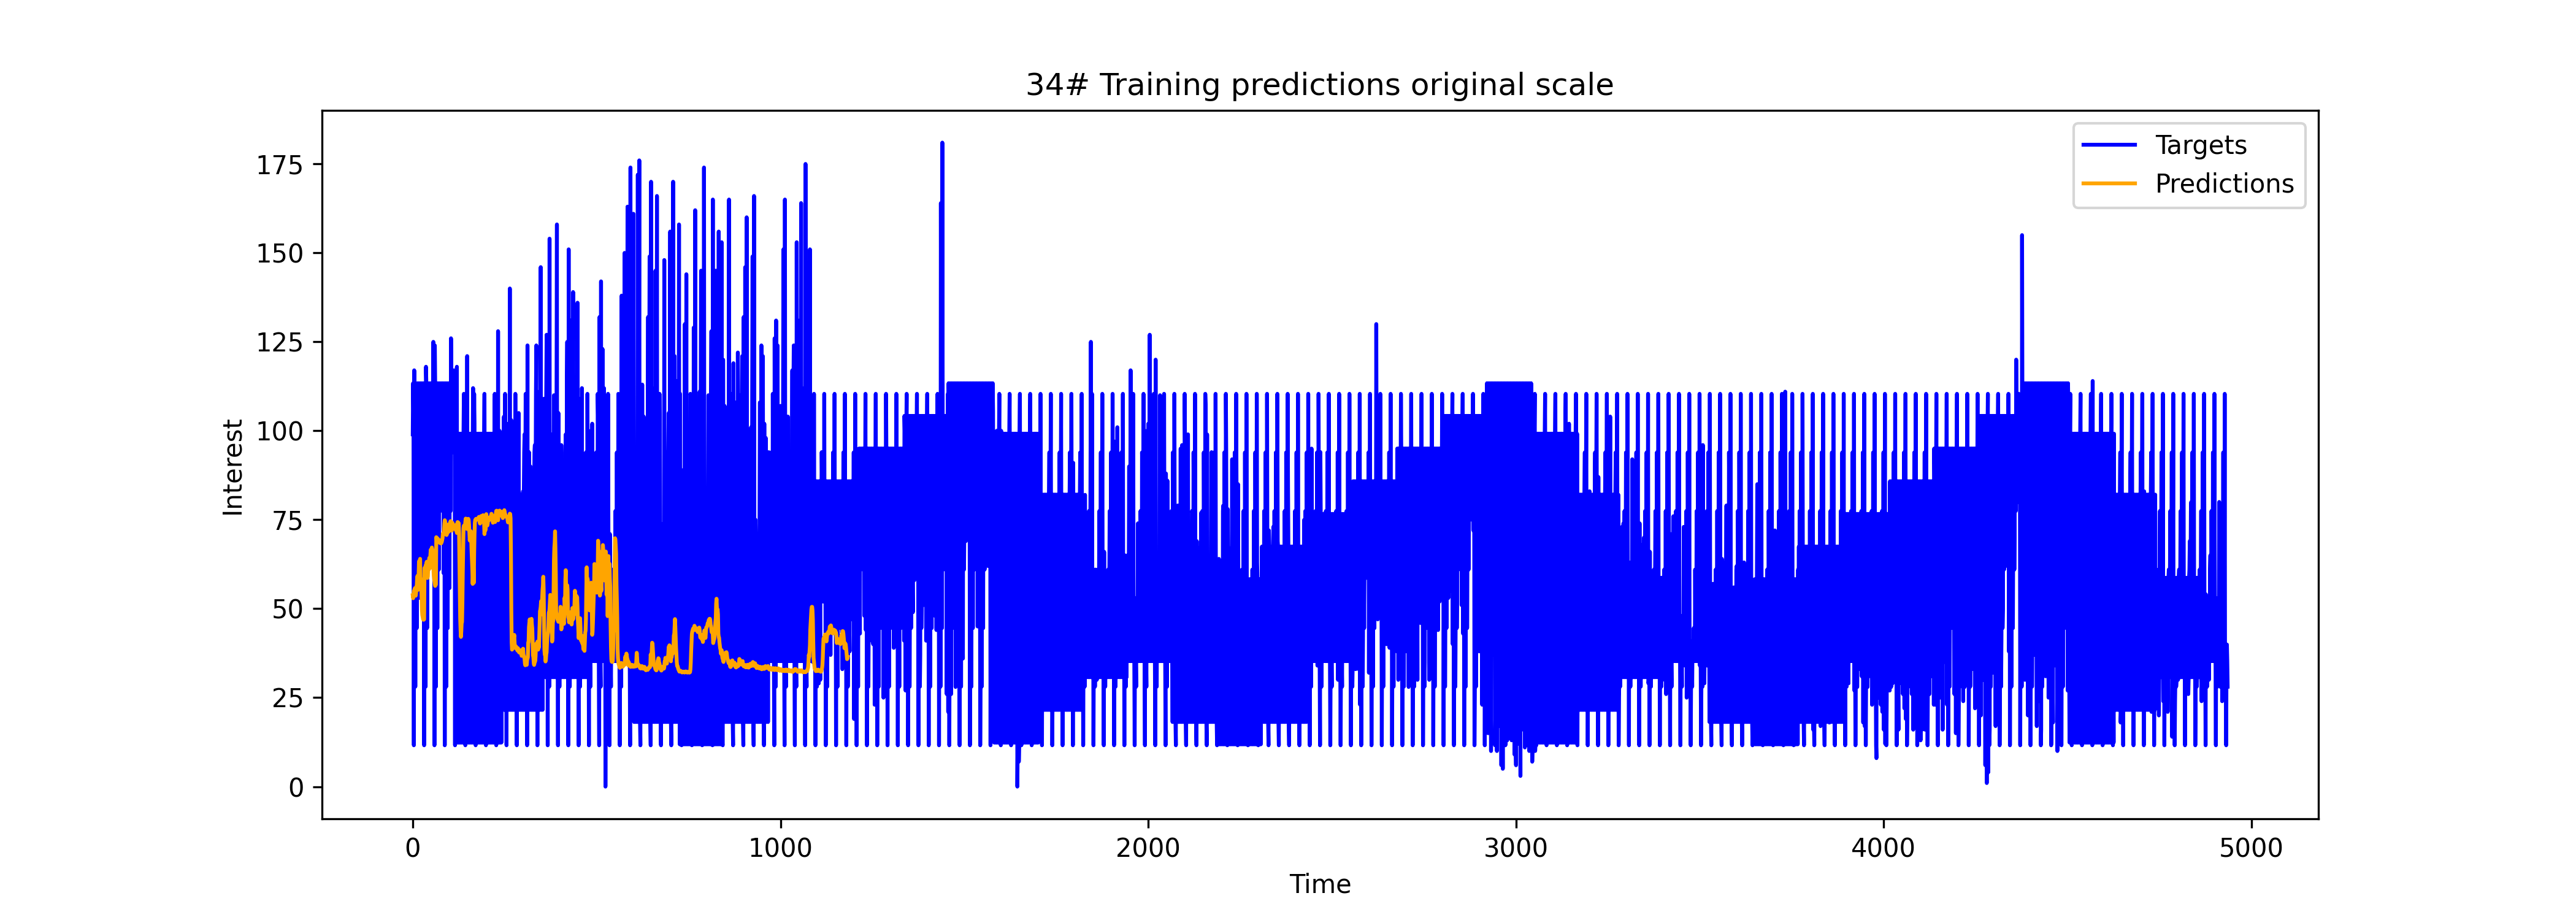 34# Training predictions original scale
Targets
Predictions
175
150
125
100
75
50
25
0
Interest
0 1000 2000 3000 4000 5000
Time